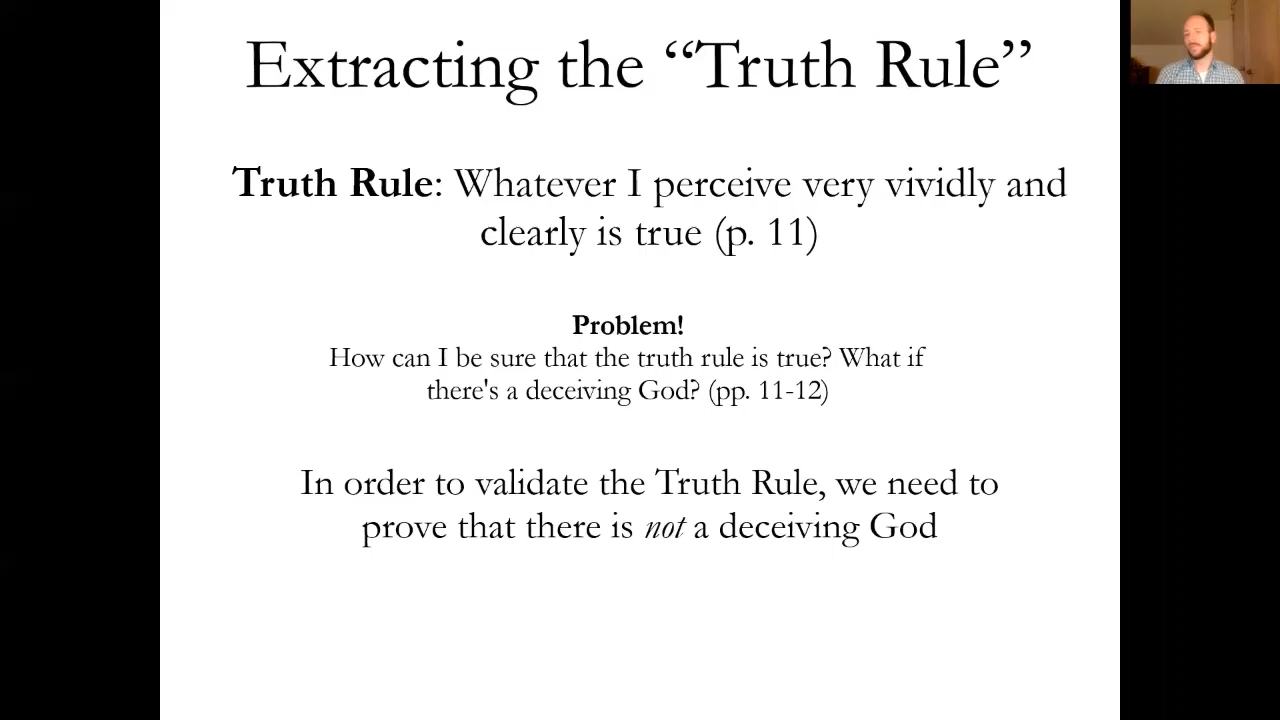 Extracting the “Truth Rule”
Truth Rule: Whatever I perceive very vividly and
clearly is true (p. 11)
Problem!
How can I be sure that the truth rule is true? What if
there's a deceiving God? (pp. 11-12)
In order to validate the Truth Rule, we need to
prove that there is not a deceiving God